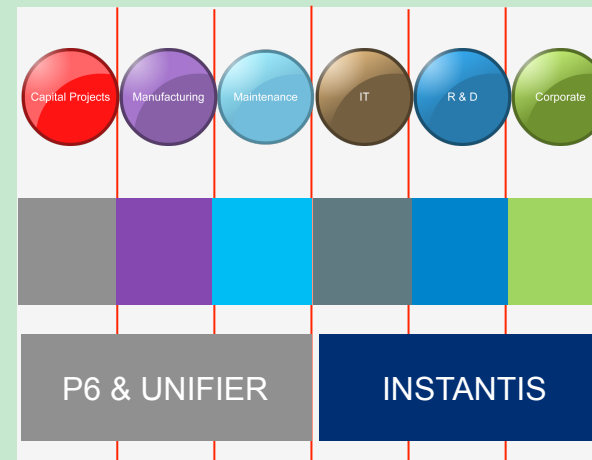 Capital Projects
Manufacturing
Maintenance
IT
R & D
Corporate
P6 & UNIFIER
INSTANTIS